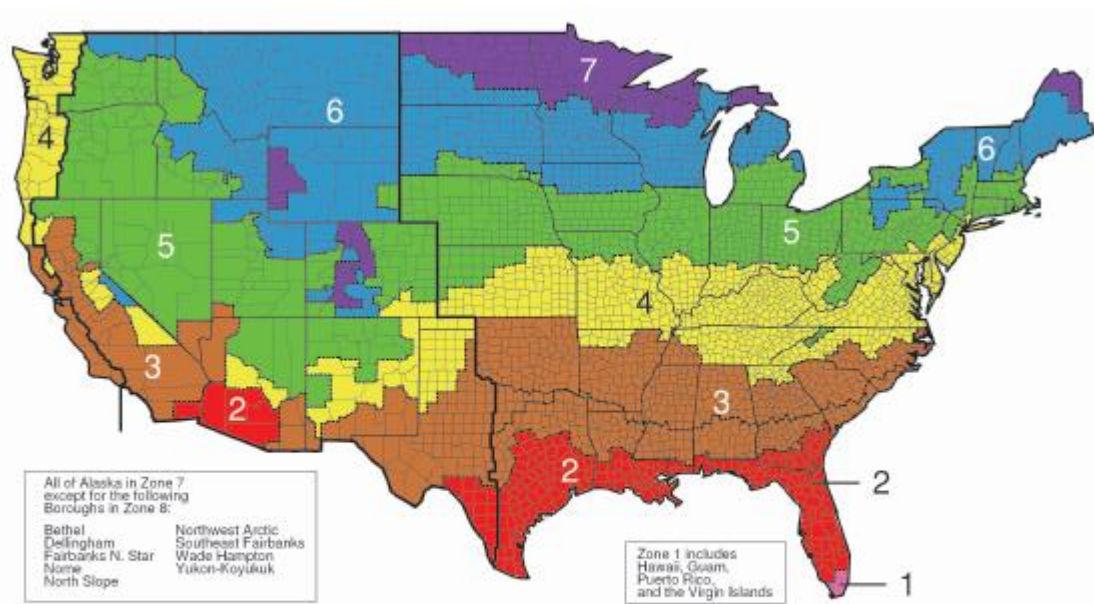 7
6
4
6
5
5
4
3
2
3
2
2
1
All of Alaska in Zone 7
except for the following
Boroughs in Zone 8:
Bethel Northwest Arctic
Dellingham Southeast Fairbanks
Fairbanks N. Star Wade Hampton
Nome Yukon-Koyukuk
North Slope
Zone 1 includes
Hawaii, Guam,
Puerto Rico,
and the Virgin Islands